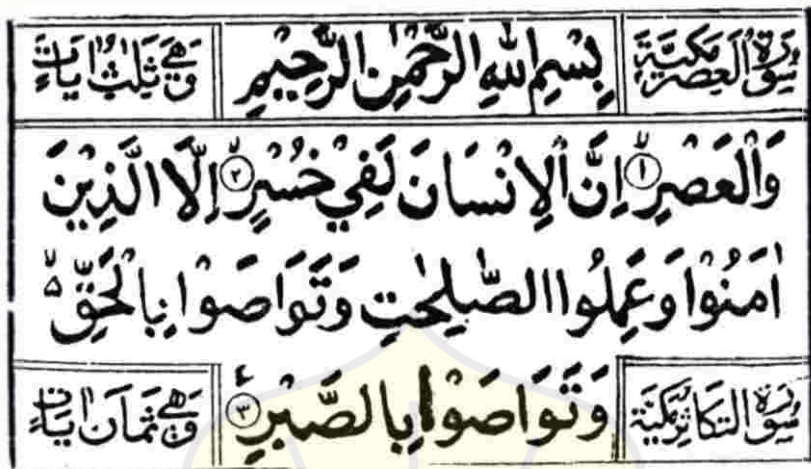 سُوْرَةُ الْعَصْرِ مَكِّيَّةٌ بِسْمِ اللّٰهِ الرَّحْمٰنِ الرَّحِيْمِ وَهِيَ ثَلٰثُ اٰيَاتٍ
وَالْعَصْرِۙ ۝١ اِنَّ الْاِنْسَانَ لَفِيْ خُسْرٍۙ ۝٢ اِلَّا الَّذِيْنَ
اٰمَنُوْا وَعَمِلُوا الصّٰلِحٰتِ وَتَوَاصَوْا بِالْحَقِّ ەۙ
سُوْرَةُ التَّكَاثُرِ مَكِّيَّةٌ وَتَوَاصَوْا بِالصَّبْرِ ۝٣ وَهِيَ ثَمَانُ اٰيَاتٍ